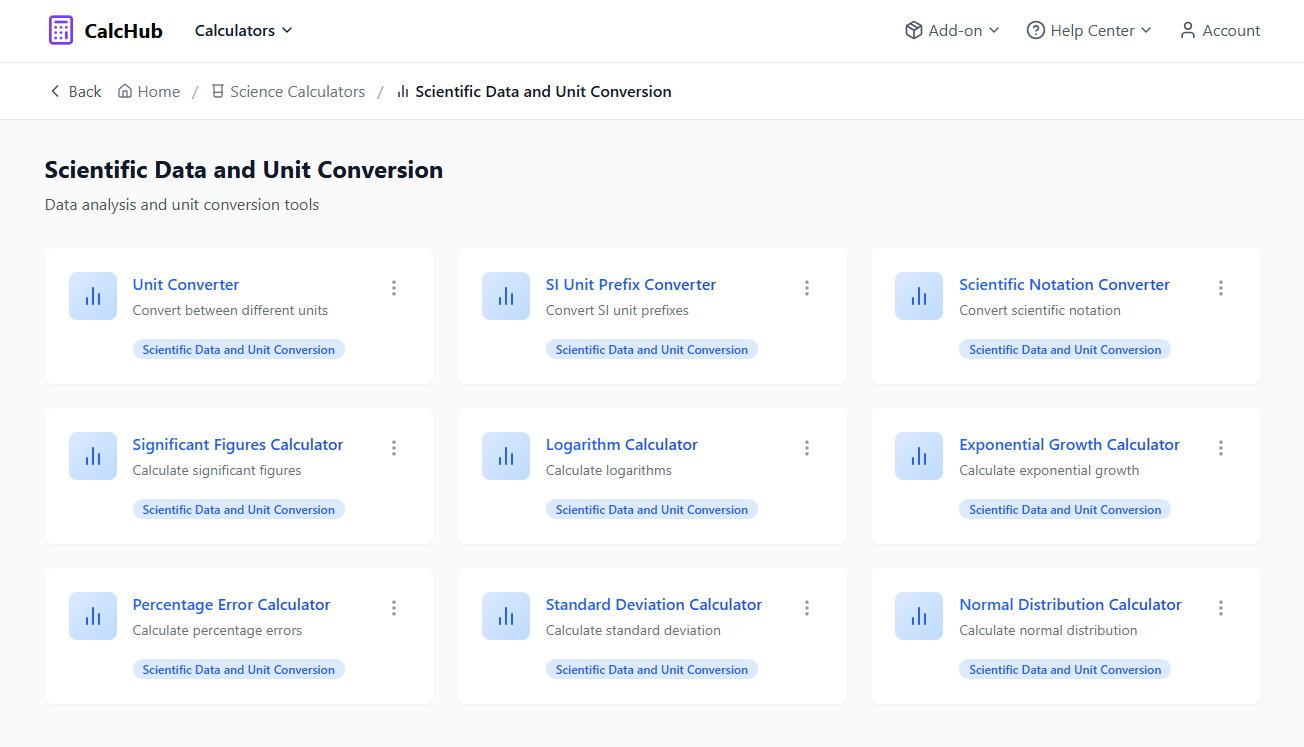 CalcHub Calculators Add-on Help Center Account
Back Home / Science Calculators / Scientific Data and Unit Conversion
Scientific Data and Unit Conversion
Data analysis and unit conversion tools
Unit Converter
Convert between different units
Scientific Data and Unit Conversion
SI Unit Prefix Converter
Convert SI unit prefixes
Scientific Data and Unit Conversion
Scientific Notation Converter
Convert scientific notation
Scientific Data and Unit Conversion
Significant Figures Calculator
Calculate significant figures
Scientific Data and Unit Conversion
Logarithm Calculator
Calculate logarithms
Scientific Data and Unit Conversion
Exponential Growth Calculator
Calculate exponential growth
Scientific Data and Unit Conversion
Percentage Error Calculator
Calculate percentage errors
Scientific Data and Unit Conversion
Standard Deviation Calculator
Calculate standard deviation
Scientific Data and Unit Conversion
Normal Distribution Calculator
Calculate normal distribution
Scientific Data and Unit Conversion